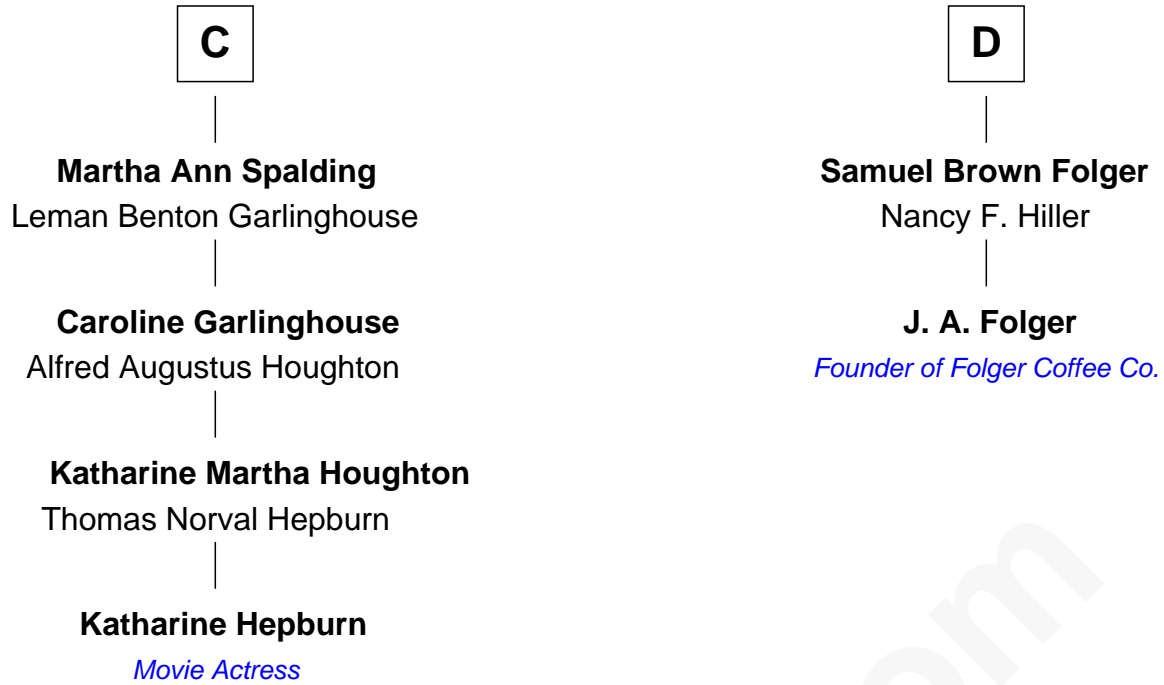 C
Martha Ann Spalding
Leman Benton Garlinghouse
Caroline Garlinghouse
Alfred Augustus Houghton
Katharine Martha Houghton
Thomas Norval Hepburn
Katharine Hepburn
Movie Actress
D
Samuel Brown Folger
Nancy F. Hiller
J. A. Folger
Founder of Folger Coffee Co.
om